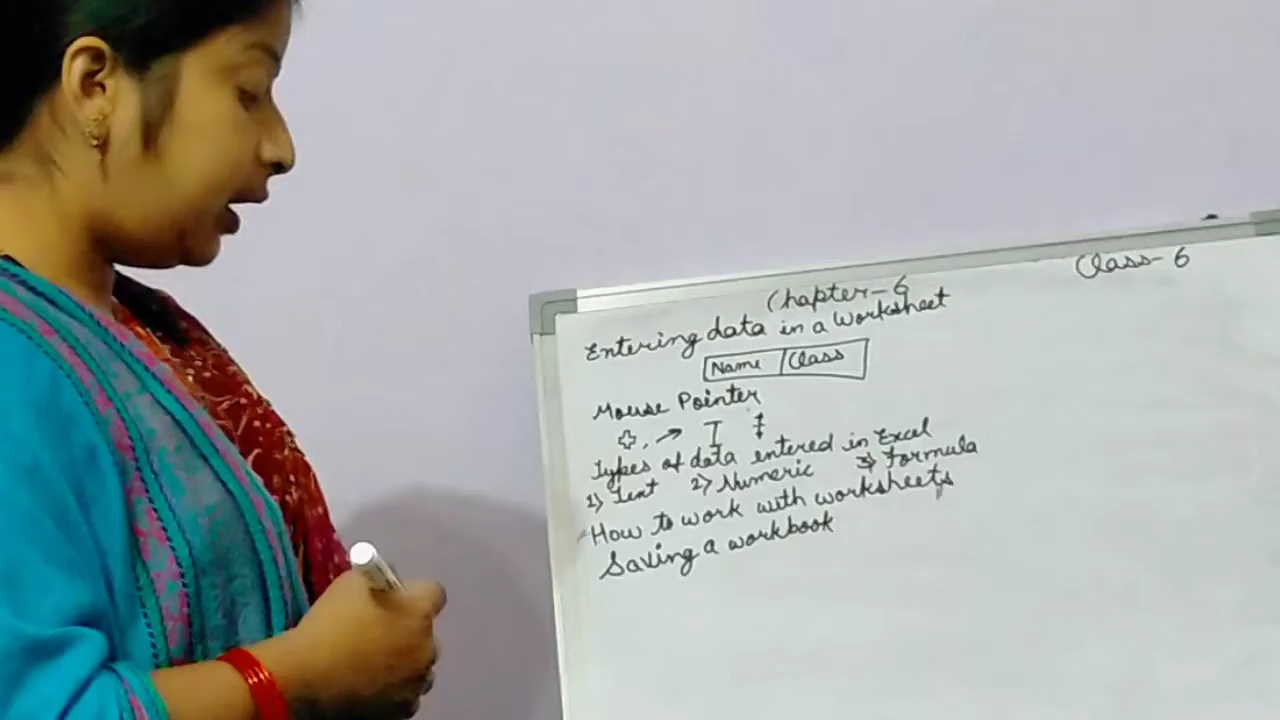 Class-6
Chapter-6
Entering data in a Worksheet
Name Class
Mouse Pointer
Types of data entered in Excel
1) Text 2) Numeric 3) Formula
How to work with worksheets
Saving a workbook